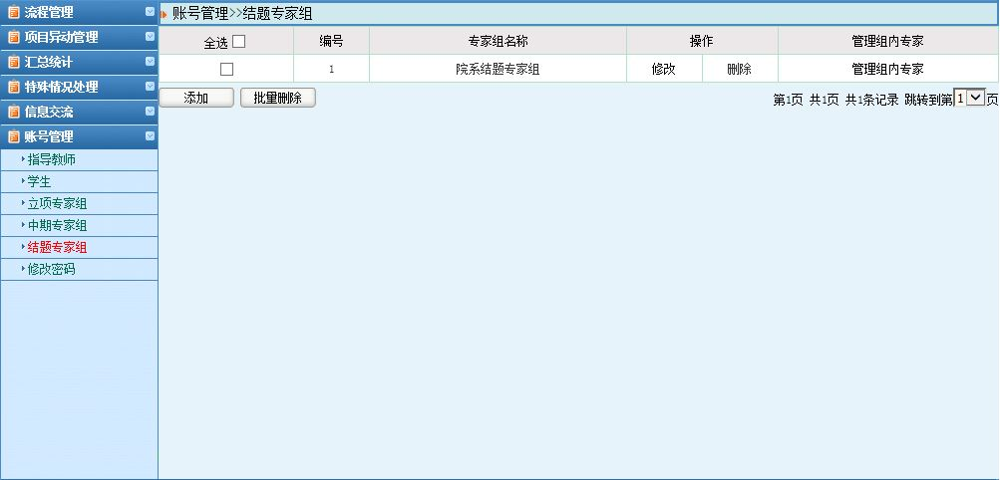 流程管理
项目异动管理
汇总统计
特殊情况处理
信息交流
账号管理
指导教师
学生
立项专家组
中期专家组
结题专家组
修改密码
账号管理>>结题专家组
全选 编号 专家组名称 操作 管理组内专家
1 院系结题专家组 修改 删除 管理组内专家
添加 批量删除 第1页 共1页 共1条记录 跳转到第1页